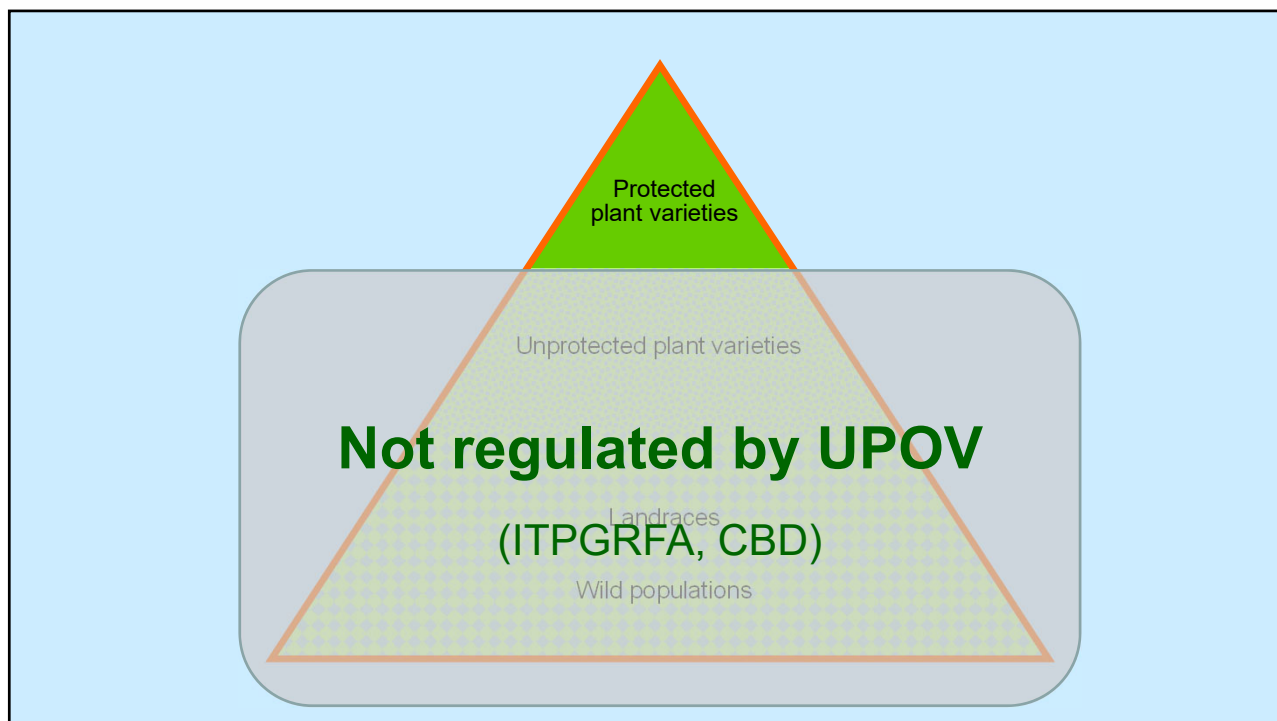 Protected
plant varieties
Unprotected plant varieties
Not regulated by UPOV
Landraces
(ITPGRFA, CBD)
Wild populations